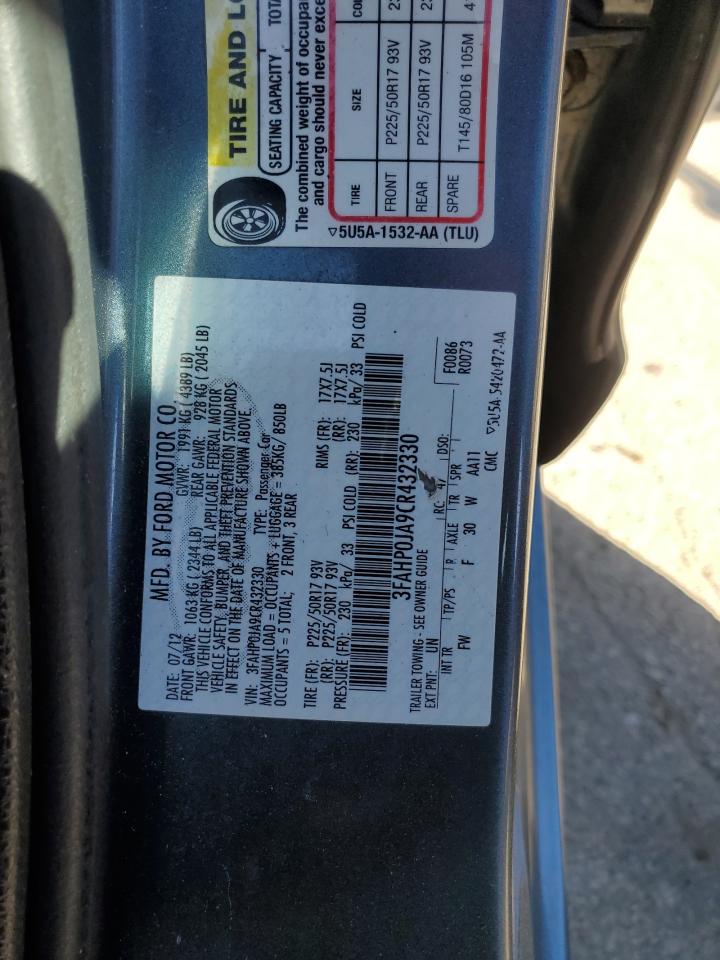 TIRE AND LO
SEATING CAPACITY TOTA
The combined weight of occupa
and cargo should never excee
TIRE SIZE CO
FRONT P225/50R17 93V 23
REAR P225/50R17 93V 23
SPARE T145/80D16 105M 4
5U5A-1532-AA (TLU)
MFD. BY FORD MOTOR CO.
DATE: 07/12 GVWR: 1991 KG ( 4389 LB)
FRONT GAWR: 1063 KG ( 2344 LB) REAR GAWR: 928 KG ( 2045 LB)
THIS VEHICLE CONFORMS TO ALL APPLICABLE FEDERAL MOTOR
VEHICLE SAFETY, BUMPER, AND THEFT PREVENTION STANDARDS
IN EFFECT ON THE DATE OF MANUFACTURE SHOWN ABOVE.
VIN: 3FAHP0JA9CR432330 TYPE: Passenger Car
MAXIMUM LOAD = OCCUPANTS + LUGGAGE = 385KG/ 850LB
OCCUPANTS = 5 TOTAL; 2 FRONT, 3 REAR
TIRE (FR): P225/50R17 93V RIMS (FR): 17X7.5J
(RR): P225/50R17 93V (RR): 17X7.5J
PRESSURE (FR): 230 kPa/ 33 PSI COLD (RR): 230 kPa/ 33 PSI COLD
3FAHP0JA9CR432330
TRAILER TOWING - SEE OWNER GUIDE F0086
EXT PNT: UN RC: 47 DSO: R0073
INT TR TP/PS R AXLE TR SPR
FW F 30 W AA11
CMC 5U5A-5420472-AA